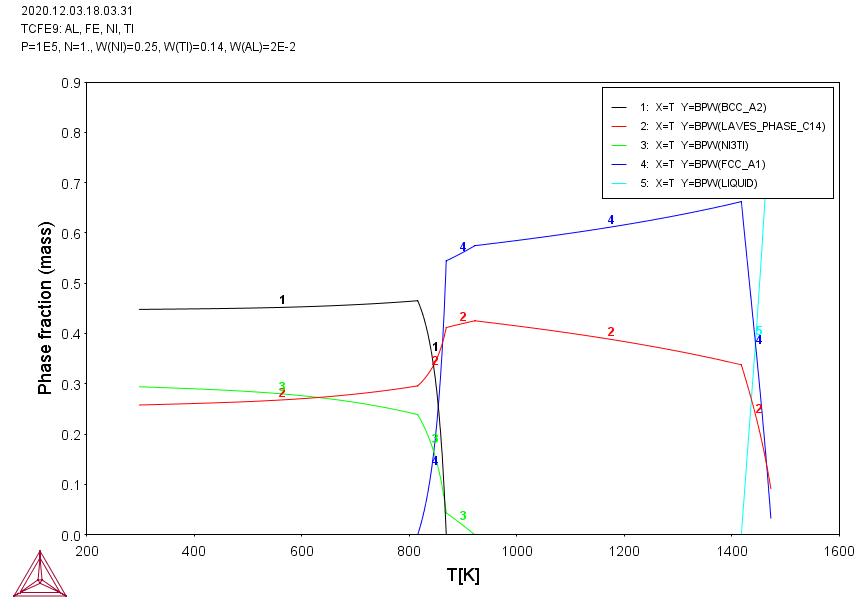 2020.12.03.18.03.31
TCFE9: AL, FE, NI, TI
P=1E5, N=1., W(NI)=0.25, W(TI)=0.14, W(AL)=2E-2
0.9
0.8
0.7
0.6
0.5
0.4
0.3
0.2
0.1
0.0
Phase fraction (mass)
1: X=T Y=BPW(BCC_A2)
2: X=T Y=BPW(LAVES_PHASE_C14)
3: X=T Y=BPW(NI3TI)
4: X=T Y=BPW(FCC_A1)
5: X=T Y=BPW(LIQUID)
4
4
1
2
2
5
4
1
2
3
2
2
3
4
3
200 400 600 800 1000 1200 1400 1600
T[K]